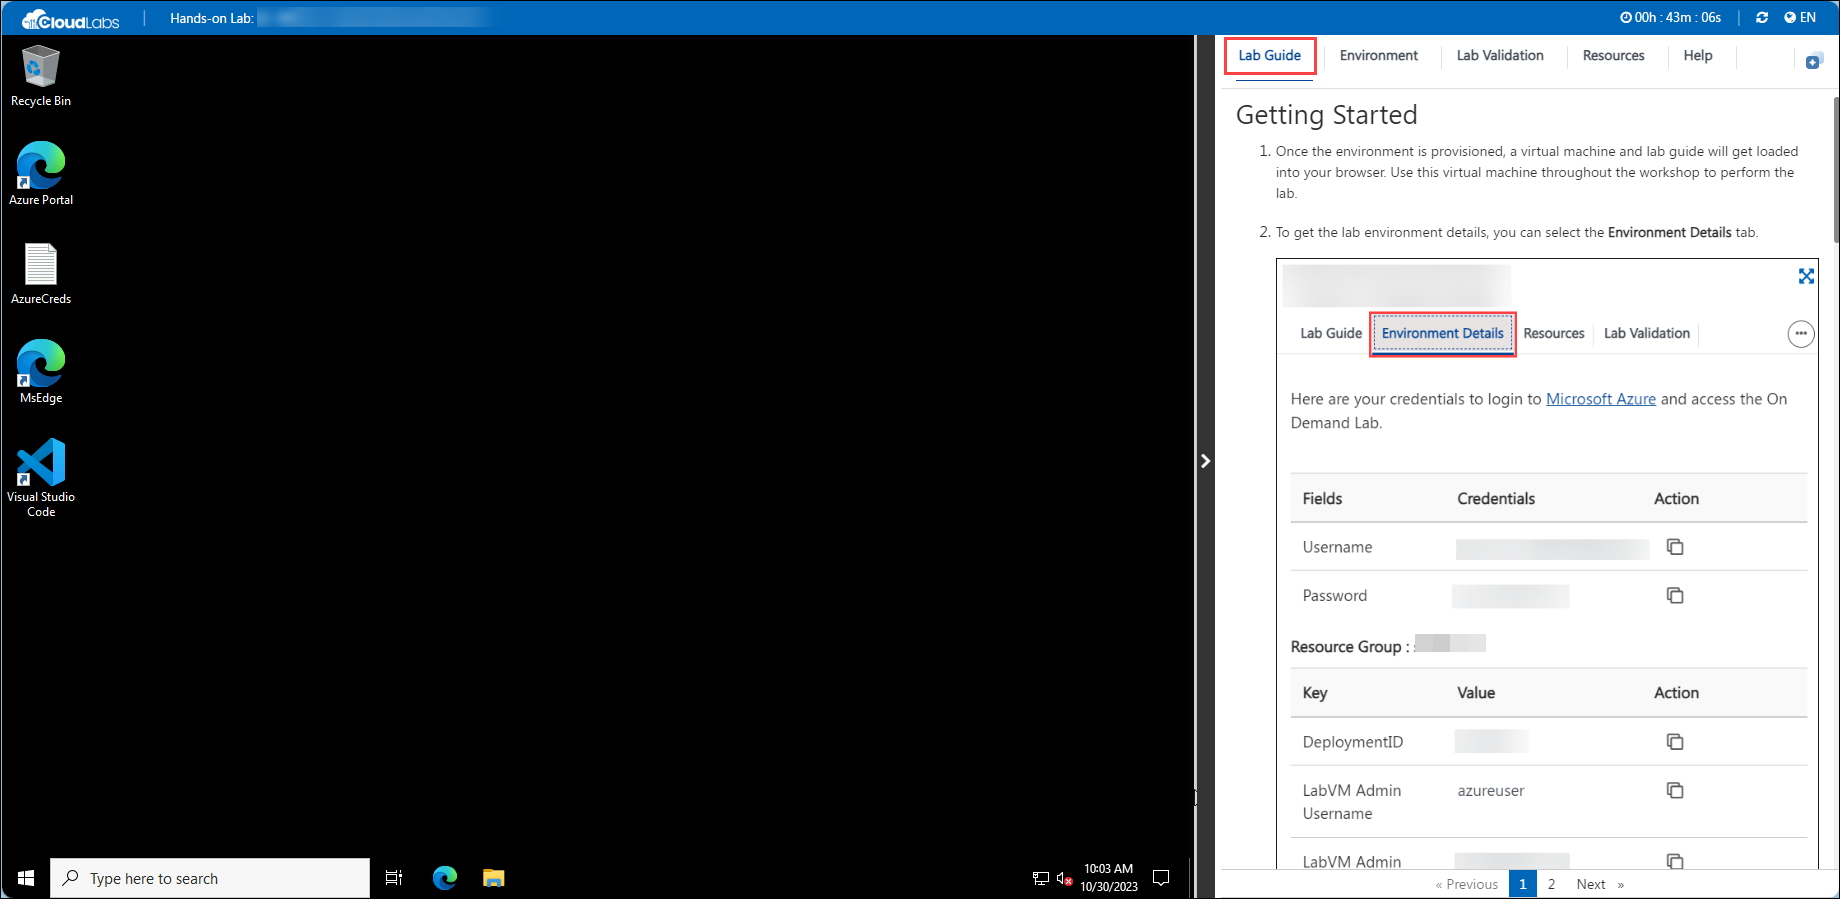 CloudLabs
Hands-on Lab:
00h : 43m : 06s
EN
Recycle Bin
Azure Portal
AzureCreds
MsEdge
Visual Studio
Code
Type here to search
10:03 AM
10/30/2023
Lab Guide
Environment
Lab Validation
Resources
Help
Getting Started
1. Once the environment is provisioned, a virtual machine and lab guide will get loaded
into your browser. Use this virtual machine throughout the workshop to perform the
lab.
2. To get the lab environment details, you can select the Environment Details tab.
Lab Guide
Environment Details
Resources
Lab Validation
Here are your credentials to login to Microsoft Azure and access the On
Demand Lab.
Fields Credentials Action
Username
Password
Resource Group :
Key Value Action
DeploymentID
LabVM Admin azureuser
Username
LabVM Admin
« Previous 1 2 Next »